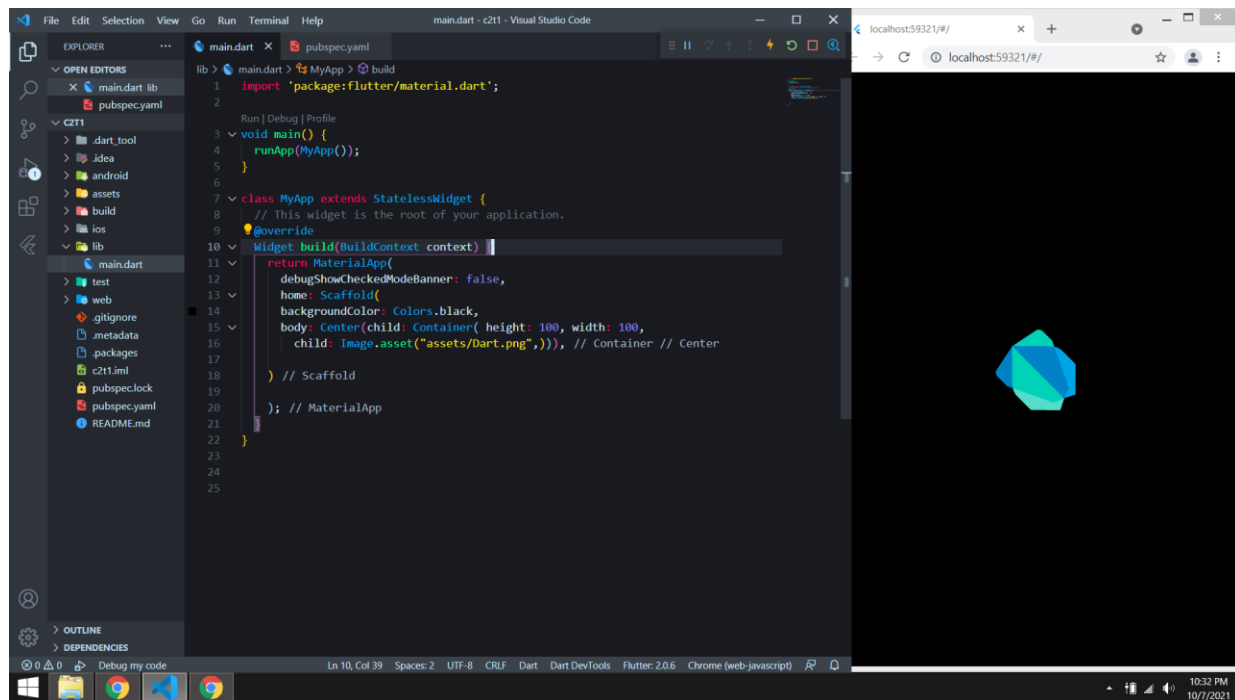 File Edit Selection View Go Run Terminal Help
main.dart - c2t1 - Visual Studio Code
EXPLORER
OPEN EDITORS
main.dart lib
pubspec.yaml
C2T1
.dart_tool
.idea
android
assets
build
ios
lib
main.dart
test
web
.gitignore
.metadata
.packages
c2t1.iml
pubspec.lock
pubspec.yaml
README.md
OUTLINE
DEPENDENCIES
1
main.dart
pubspec.yaml
lib > main.dart > MyApp > build
1 import 'package:flutter/material.dart';
2
Run | Debug | Profile
3 void main() {
4 runApp(MyApp());
5 }
6
7 class MyApp extends StatelessWidget {
8 // This widget is the root of your application.
9 @override
10 Widget build(BuildContext context) {
11 return MaterialApp(
12 debugShowCheckedModeBanner: false,
13 home: Scaffold(
14 backgroundColor: Colors.black,
15 body: Center(child: Container( height: 100, width: 100,
16 child: Image.asset("assets/Dart.png",))), // Container // Center
17
18 ) // Scaffold
19
20 ); // MaterialApp
21 }
22 }
23
24
25
0 0 Debug my code
Ln 10, Col 39 Spaces: 2 UTF-8 CRLF Dart Dart DevTools Flutter: 2.0.6 Chrome (web-javascript)
localhost:59321/#/
localhost:59321/#/
10:32 PM
10/7/2021